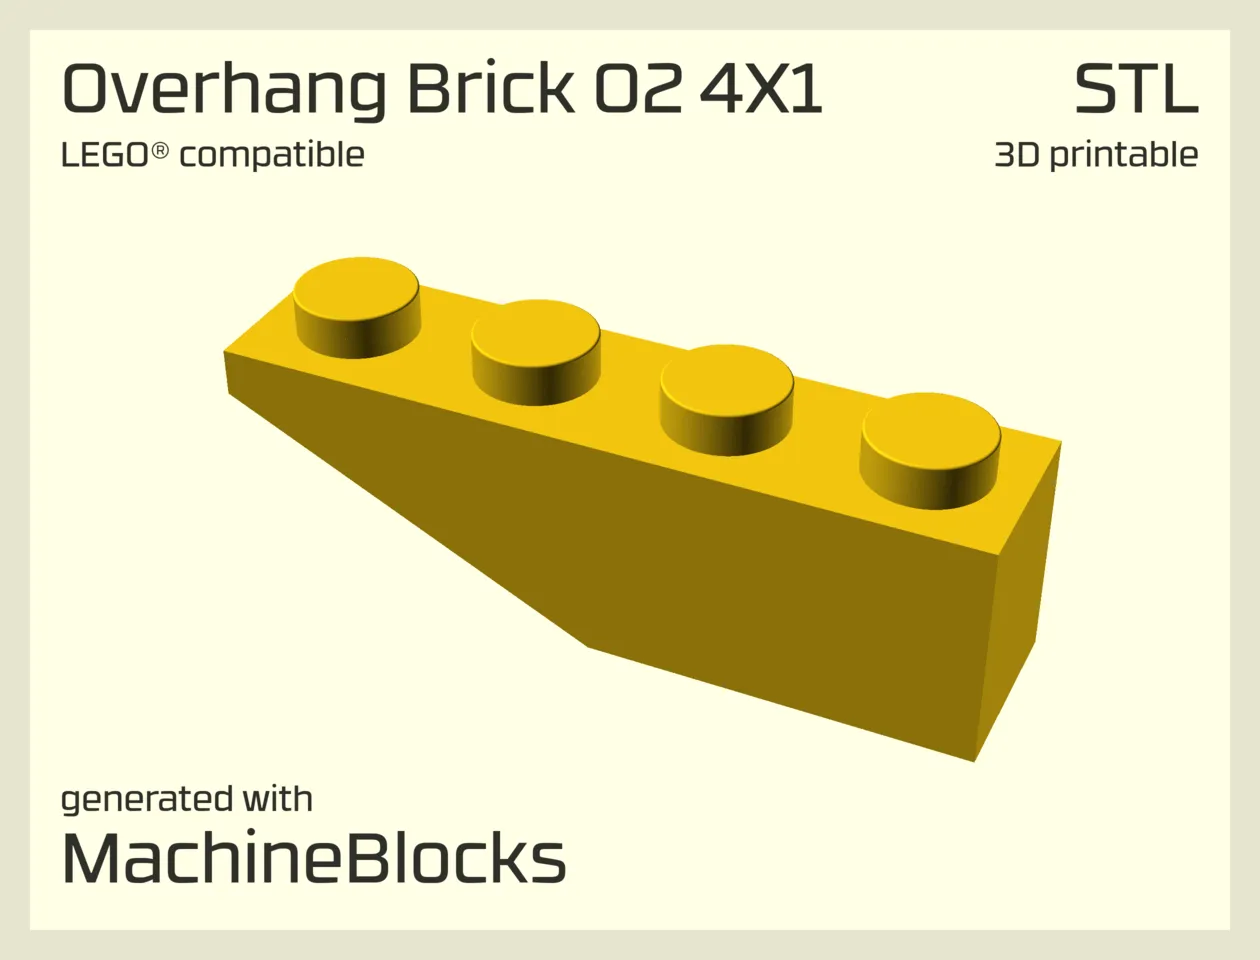 Overhang Brick 02 4X1
STL
LEGO® compatible
3D printable
generated with
MachineBlocks